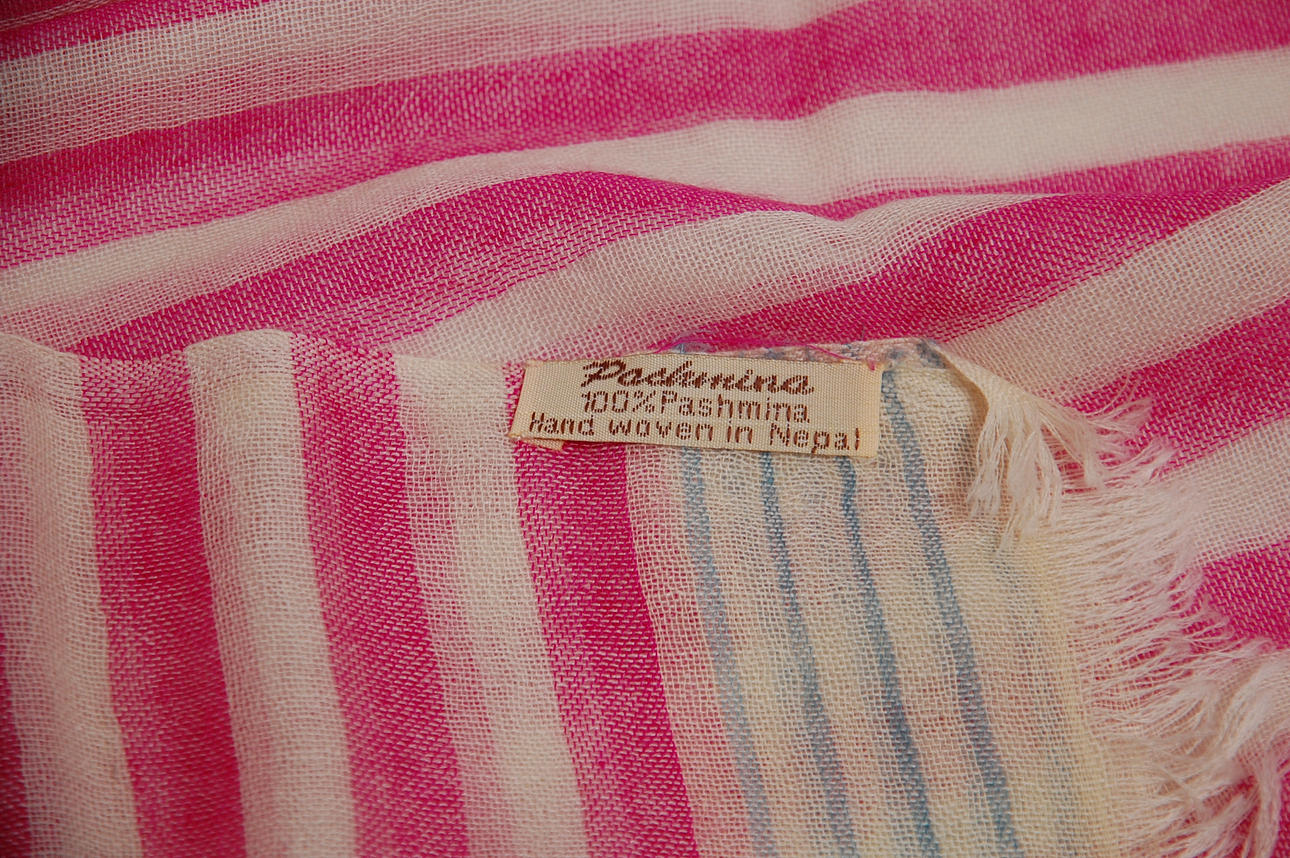 Pashmina
100%Pashmina
Hand woven in Nepal